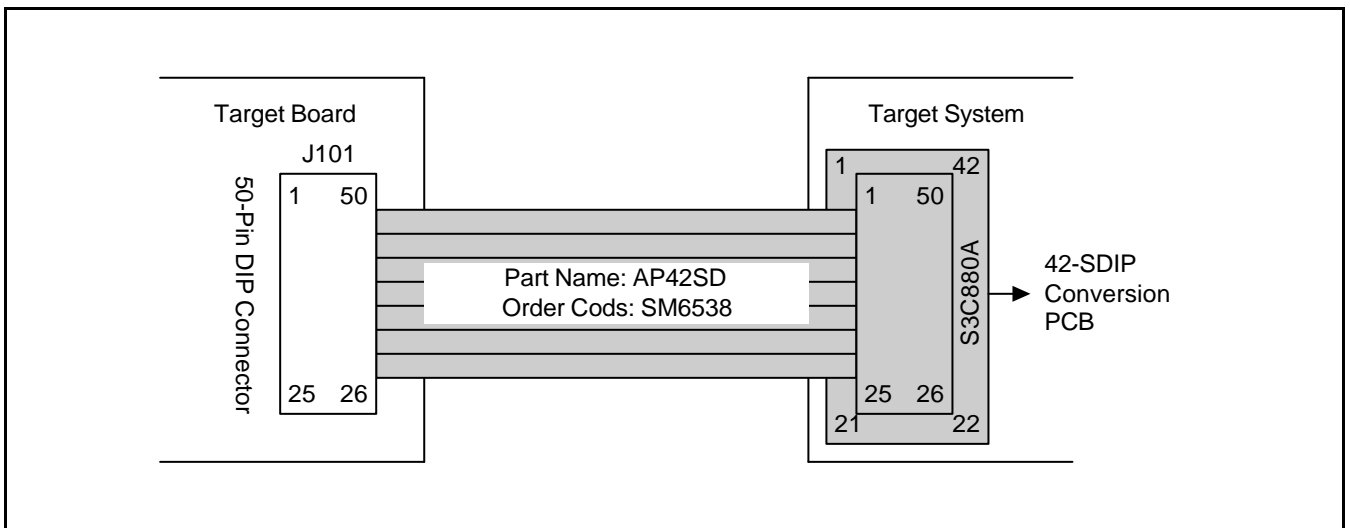 Target Board
J101
50-Pin DIP Connector
1 50
25 26
Part Name: AP42SD
Order Cods: SM6538
Target System
1 42
1 50
S3C880A
25 26
21 22
42-SDIP
Conversion
PCB